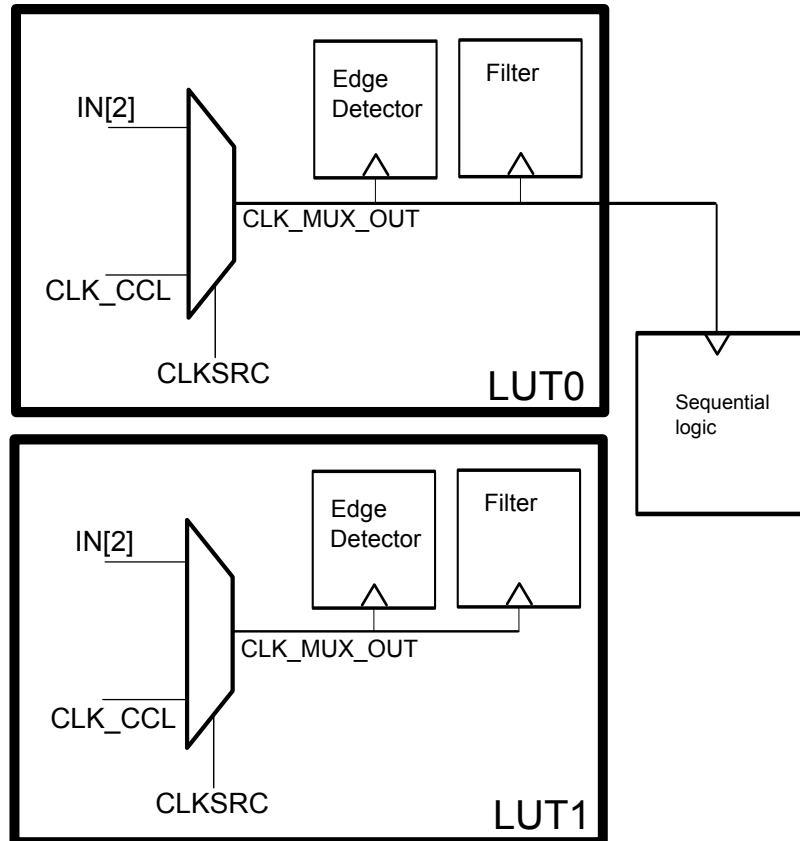 Edge
Detector
Filter
IN[2]
CLK_MUX_OUT
CLK_CCL
CLKSRC
LUT0
Sequential
logic
Edge
Detector
Filter
IN[2]
CLK_MUX_OUT
CLK_CCL
CLKSRC
LUT1